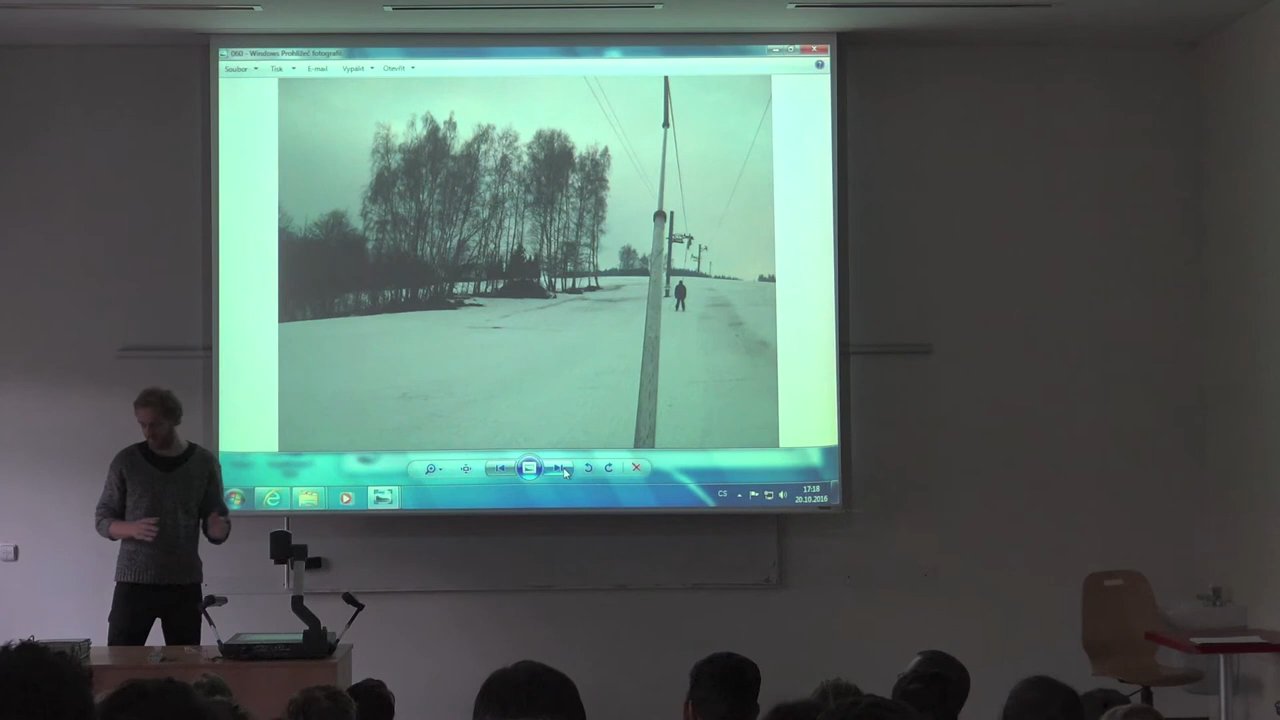 060 - Windows Prohlížeč fotografií
Soubor Tisk E-mail Vypálit Otevřít
CS
17:18
20.10.2016